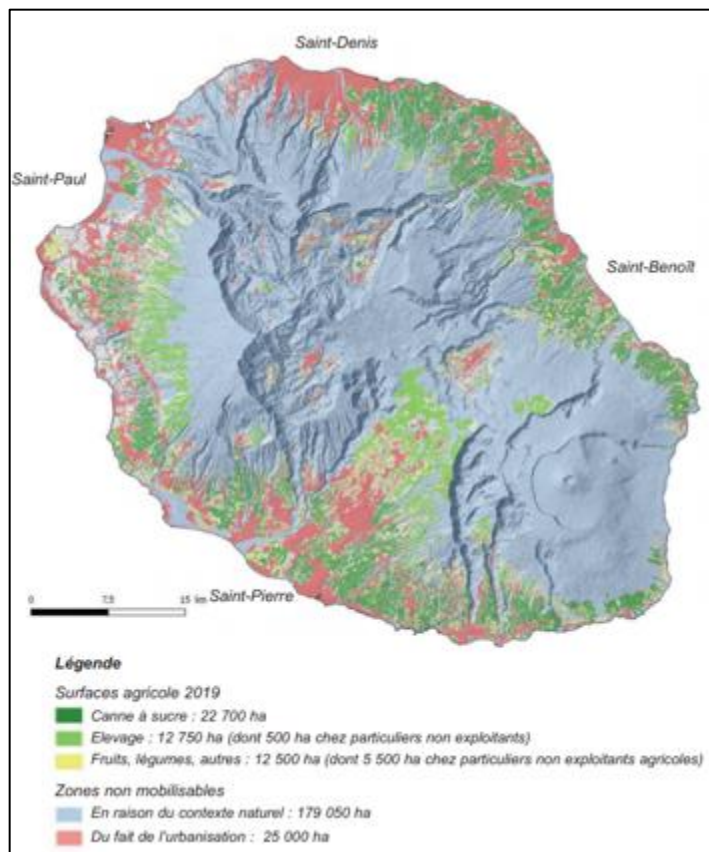 Saint-Denis
Saint-Paul
Saint-Benoît
Saint-Pierre
0 7.5 15 km
Légende
Surfaces agricole 2019
Canne à sucre : 22 700 ha
Elevage : 12 750 ha (dont 500 ha chez particuliers non exploitants)
Fruits, légumes, autres : 12 500 ha (dont 5 500 ha chez particuliers non exploitants agricoles)
Zones non mobilisables
En raison du contexte naturel : 179 050 ha
Du fait de l'urbanisation : 25 000 ha